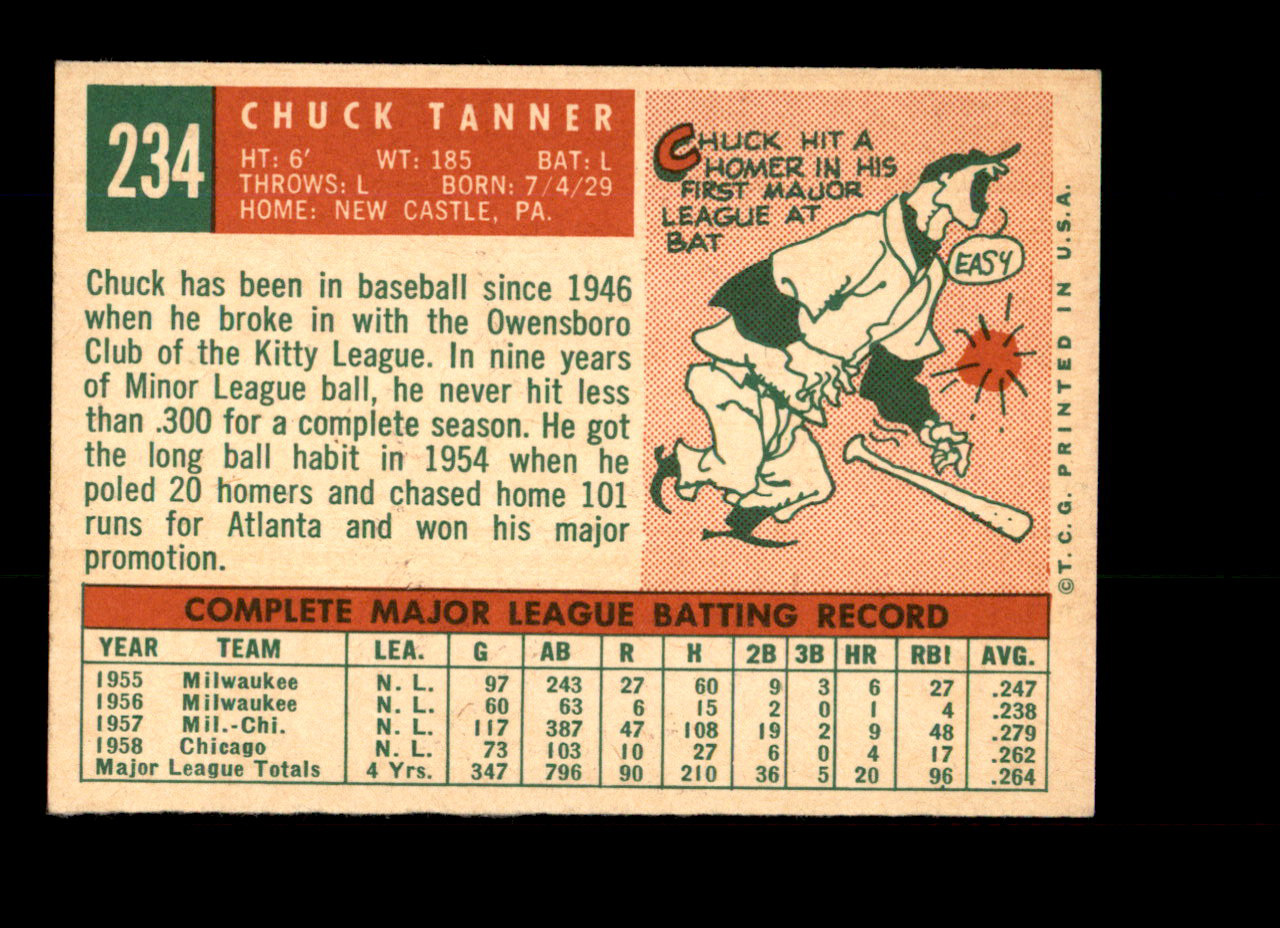 234
CHUCK TANNER
HT: 6' WT: 185 BAT: L
THROWS: L BORN: 7/4/29
HOME: NEW CASTLE, PA.
Chuck has been in baseball since 1946
when he broke in with the Owensboro
Club of the Kitty League. In nine years
of Minor League ball, he never hit less
than .300 for a complete season. He got
the long ball habit in 1954 when he
poled 20 homers and chased home 101
runs for Atlanta and won his major
promotion.
CHUCK HIT A
HOMER IN HIS
FIRST MAJOR
LEAGUE AT
BAT
EASY
©T. C. G. PRINTED IN U.S.A.
COMPLETE MAJOR LEAGUE BATTING RECORD
YEAR TEAM LEA. G AB R H 2B 3B HR RBI AVG.
1955 Milwaukee N. L. 97 243 27 60 9 3 6 27 .247
1956 Milwaukee N. L. 60 63 6 15 2 0 1 4 .238
1957 Mil.-Chi. N. L. 117 387 47 108 19 2 9 48 .279
1958 Chicago N. L. 73 103 10 27 6 0 4 17 .262
Major League Totals 4 Yrs. 347 796 90 210 36 5 20 96 .264